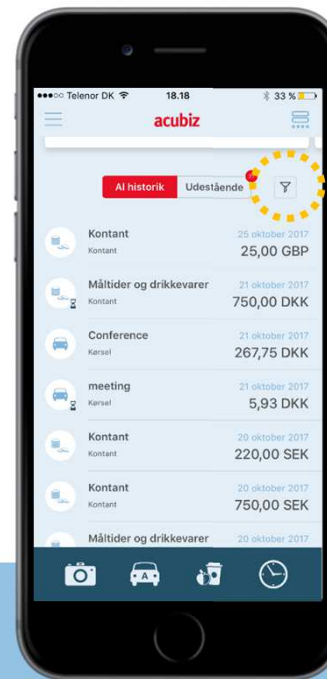 Telenor DK 18.18 33 %
acubiz
Al historik Udestående
Kontant 25 oktober 2017
Kontant 25,00 GBP
Måltider og drikkevarer 21 oktober 2017
Kontant 750,00 DKK
Conference 21 oktober 2017
Kørsel 267,75 DKK
meeting 21 oktober 2017
Kørsel 5,93 DKK
Kontant 20 oktober 2017
Kontant 220,00 SEK
Kontant 20 oktober 2017
Kontant 750,00 SEK
Måltider og drikkevarer 20 oktober 2017
A